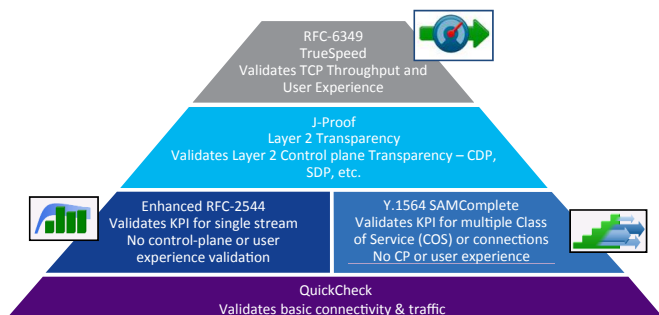 RFC-6349
TrueSpeed
Validates TCP Throughput and
User Experience
J-Proof
Layer 2 Transparency
Validates Layer 2 Control plane Transparency – CDP,
SDP, etc.
Enhanced RFC-2544
Validates KPI for single stream
No control-plane or user
experience validation
Y.1564 SAMComplete
Validates KPI for multiple Class
of Service (COS) or connections
No CP or user experience
QuickCheck
Validates basic connectivity & traffic